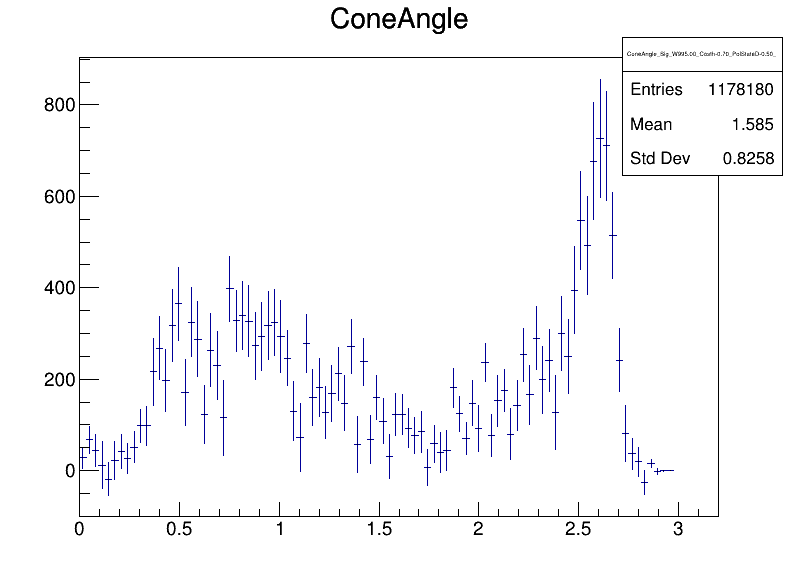 ConeAngle
ConeAngle_Sig_W995.00_Costh-0.70_PolStateD-0.50_
Entries 1178180
Mean 1.585
Std Dev 0.8258
800
600
400
200
0
0 0.5 1 1.5 2 2.5 3